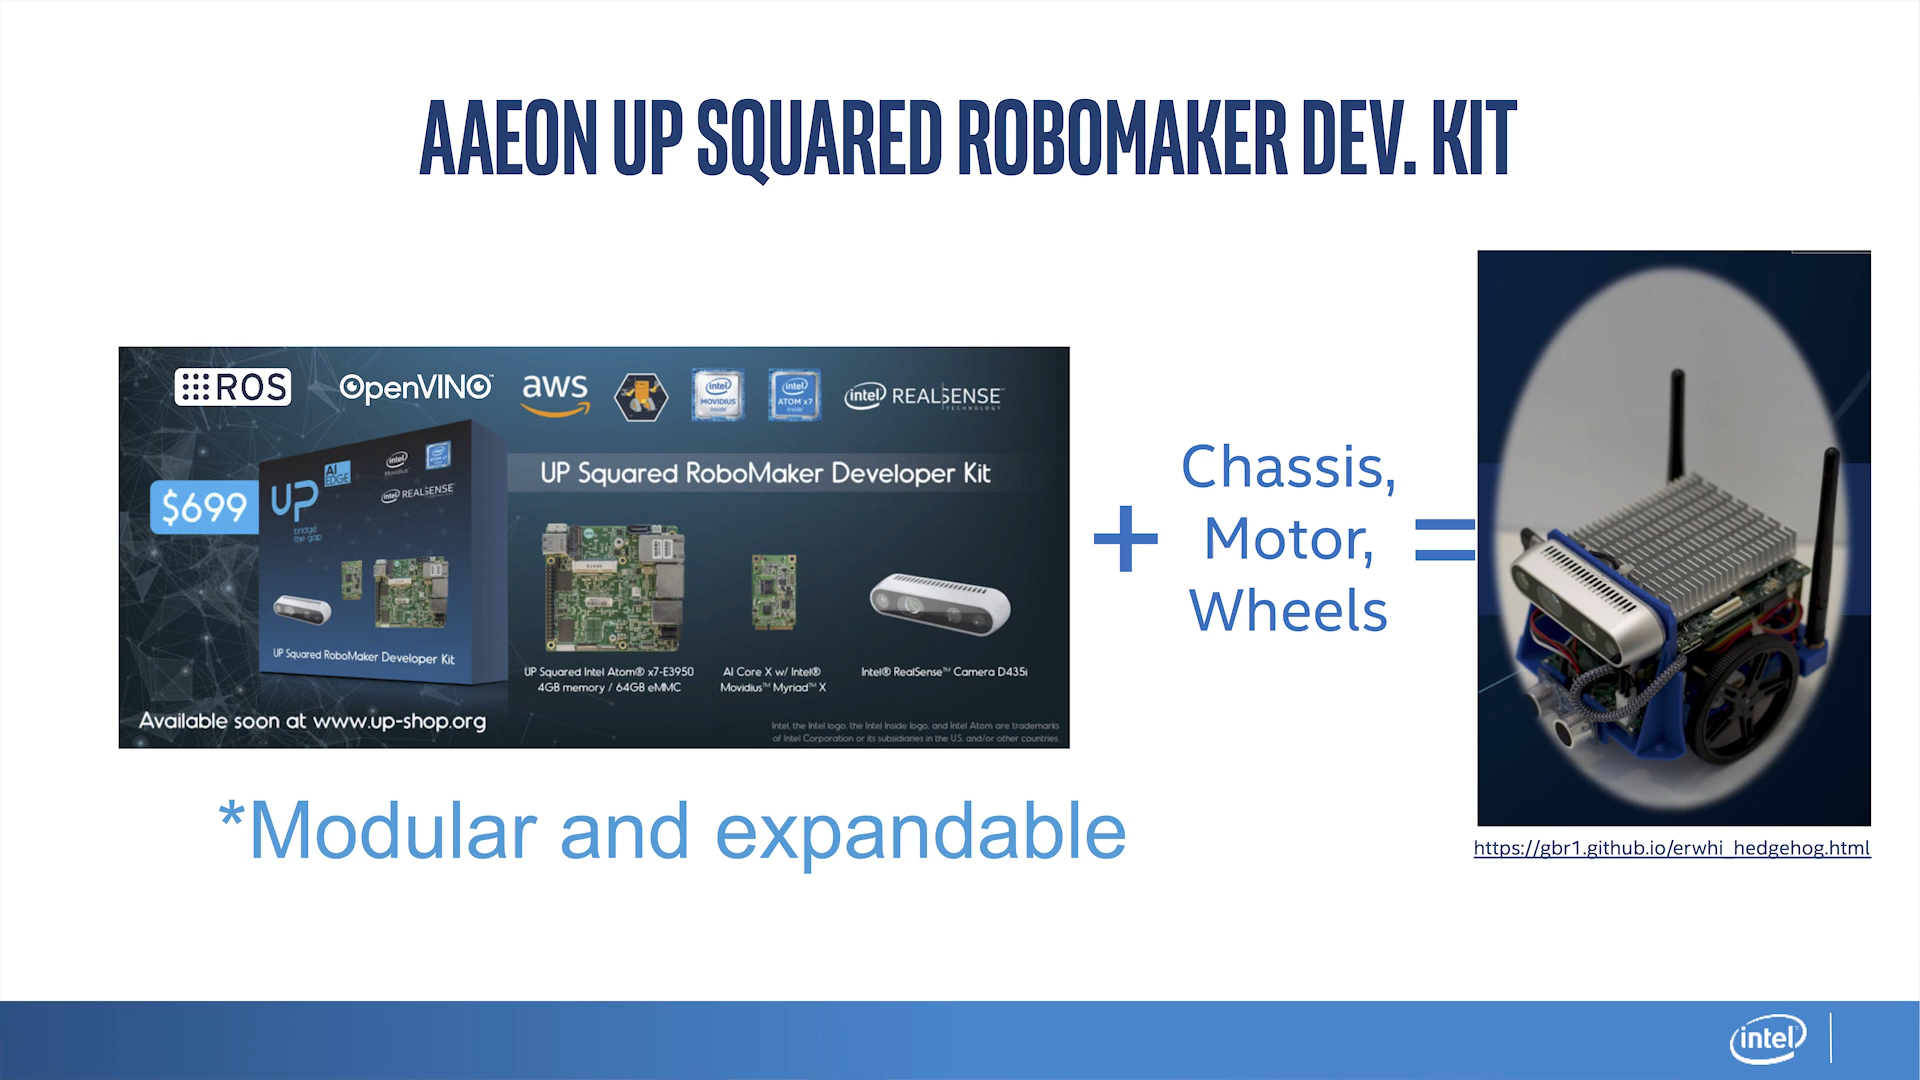 AAEON UP SQUARED ROBOMAKER DEV. KIT
ROS
OpenVINO™
aws
intel MOVIDIUS inside
intel ATOM x7 inside
intel REALSENSE™
TECHNOLOGY
UP Squared RoboMaker Developer Kit
$699
UP
AI EDGE
bridge
the gap
intel
Movidius
intel REALSENSE
UP Squared RoboMaker Developer Kit
UP Squared Intel Atom® x7-E3950
4GB memory / 64GB eMMC
AI Core X w/ Intel®
Movidius™ Myriad™ X
Intel® RealSense™ Camera D435i
Available soon at www.up-shop.org
Intel, the Intel logo, the Intel Inside logo, and Intel Atom are trademarks
of Intel Corporation or its subsidiaries in the U.S. and/or other countries.
+
Chassis,
Motor,
Wheels
=
https://gbr1.github.io/erwhi_hedgehog.html
*Modular and expandable
intel